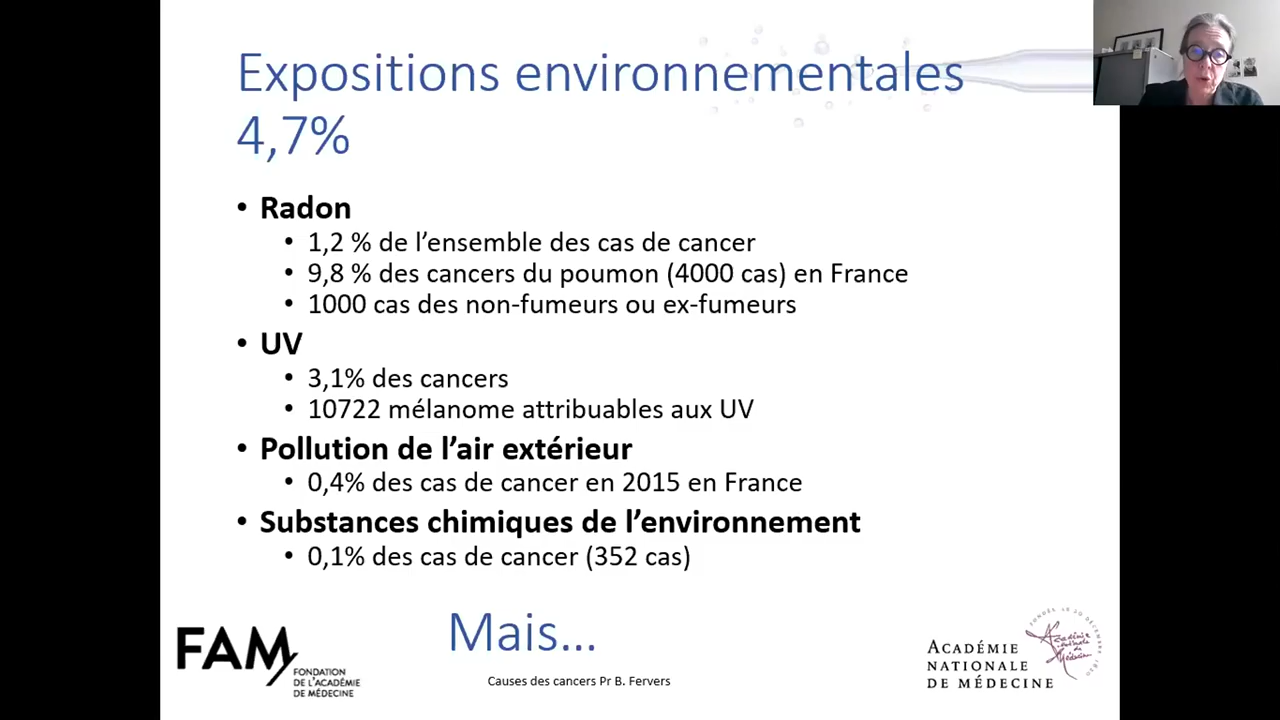 Expositions environnementales
4,7%
• Radon
• 1,2 % de l’ensemble des cas de cancer
• 9,8 % des cancers du poumon (4000 cas) en France
• 1000 cas des non-fumeurs ou ex-fumeurs
• UV
• 3,1% des cancers
• 10722 mélanome attribuables aux UV
• Pollution de l’air extérieur
• 0,4% des cas de cancer en 2015 en France
• Substances chimiques de l’environnement
• 0,1% des cas de cancer (352 cas)
Mais...
FAM
FONDATION
DE L’ACADÉMIE
DE MÉDECINE
Causes des cancers Pr B. Fervers
ACADÉMIE
NATIONALE
DE MÉDECINE